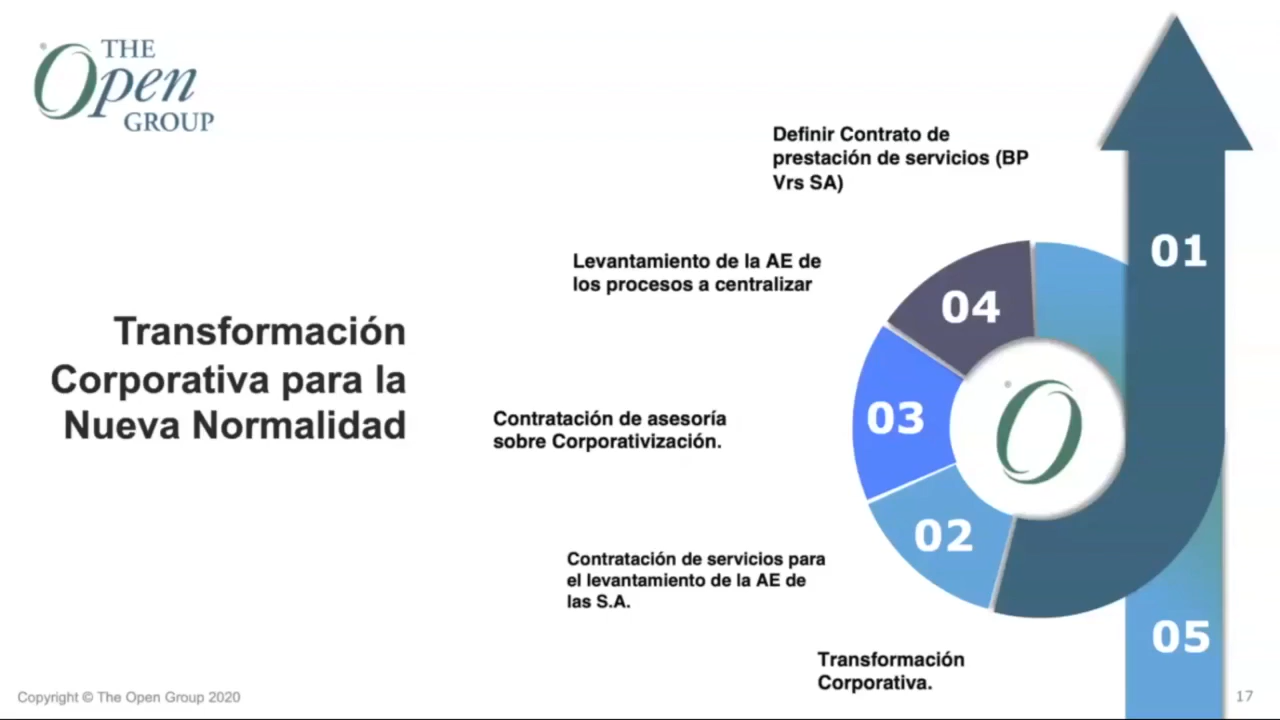 THE
Open
GROUP
Definir Contrato de
prestación de servicios (BP
Vrs SA)
01
Levantamiento de la AE de
los procesos a centralizar
04
Transformación
Corporativa para la
Nueva Normalidad
Contratación de asesoría
sobre Corporativización.
03
O
02
Contratación de servicios para
el levantamiento de la AE de
las S.A.
05
Transformación
Corporativa.
Copyright © The Open Group 2020
17